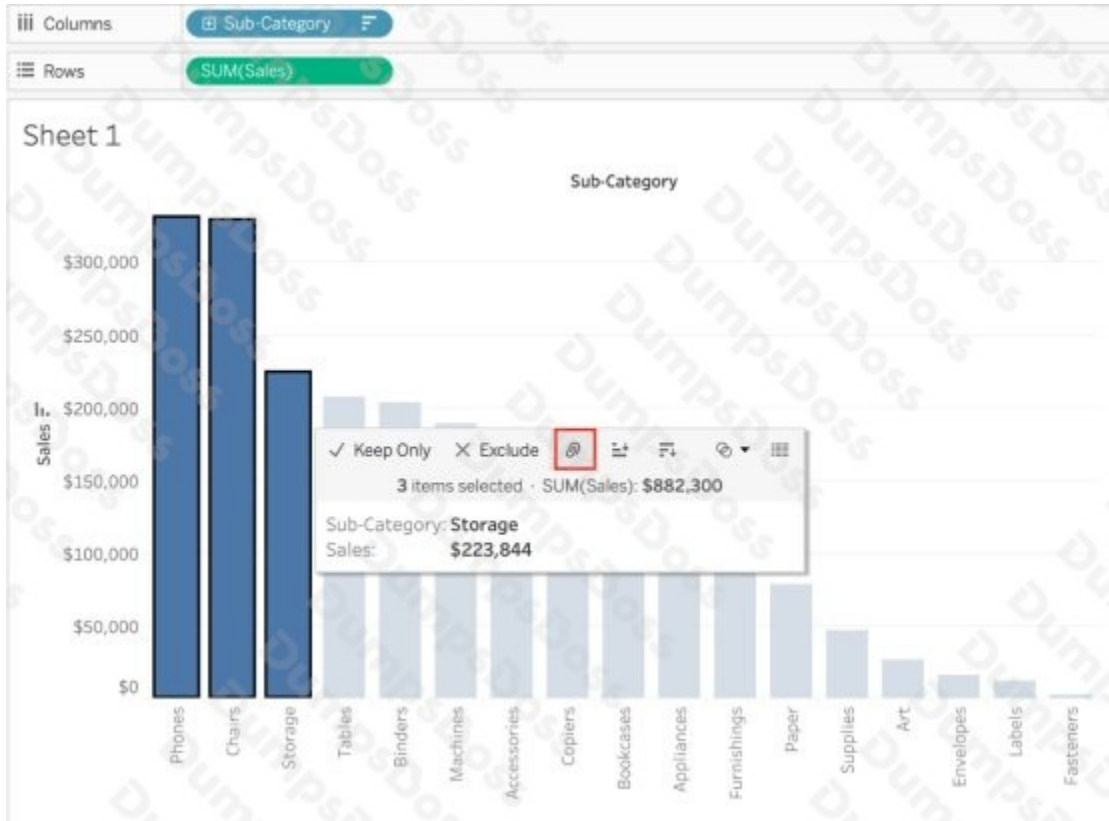 Columns
Sub-Category
Rows
SUM(Sales)
Sheet 1
Sub-Category
$300,000
$250,000
$200,000
$150,000
$100,000
$50,000
$0
Sales
Keep Only Exclude
3 items selected · SUM(Sales): $882,300
Sub-Category: Storage
Sales: $223,844
Phones
Chairs
Storage
Tables
Binders
Machines
Accessories
Copiers
Bookcases
Appliances
Furnishings
Paper
Supplies
Art
Envelopes
Labels
Fasteners
DumpsDoss